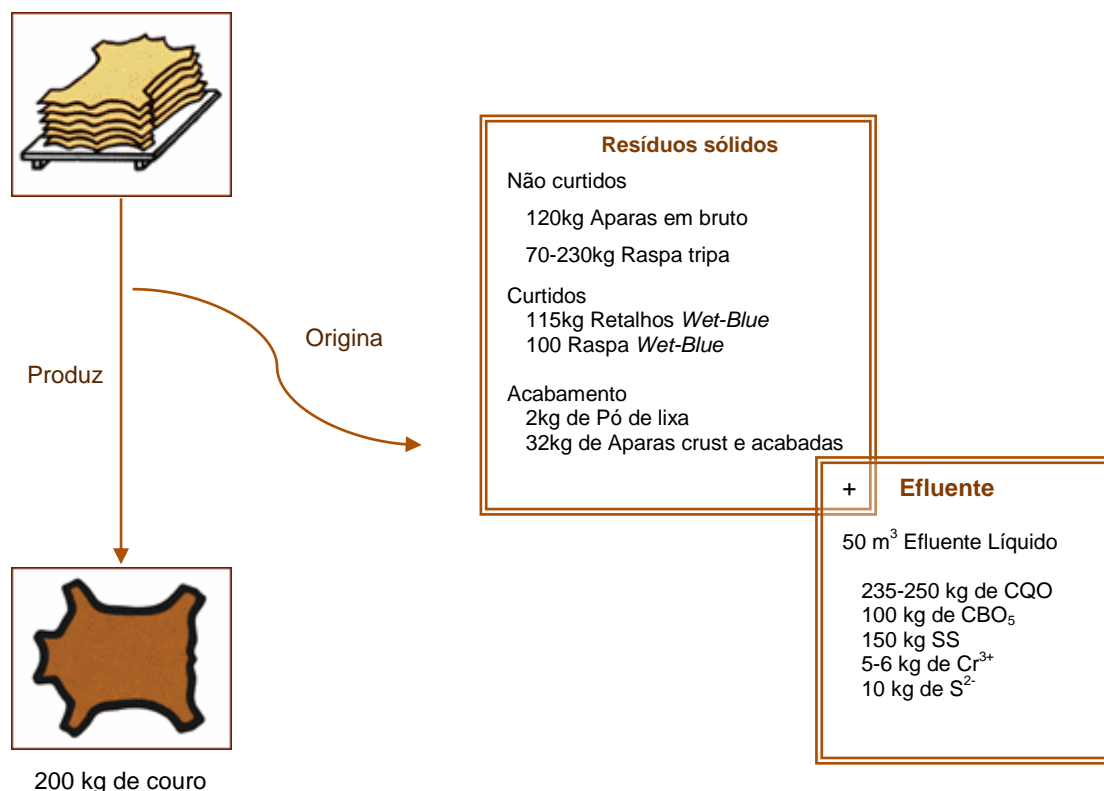 Produz
Origina
200 kg de couro
Resíduos sólidos
Não curtidos
120kg Aparas em bruto
70-230kg Raspa tripa
Curtidos
115kg Retalhos Wet-Blue
100 Raspa Wet-Blue
Acabamento
2kg de Pó de lixa
32kg de Aparas crust e acabadas
+ Efluente
50 m³ Efluente Líquido
235-250 kg de CQO
100 kg de CBO₅
150 kg SS
5-6 kg de Cr³⁺
10 kg de S²⁻